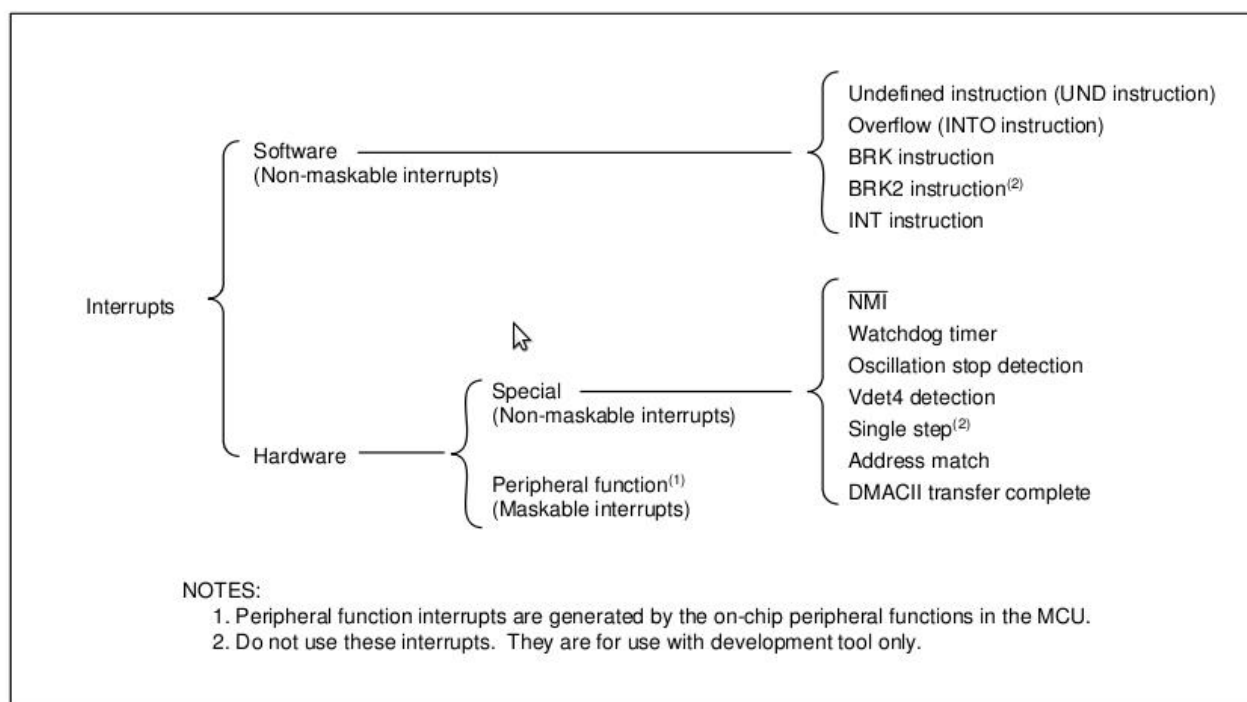 Interrupts
Software
(Non-maskable interrupts)
Undefined instruction (UND instruction)
Overflow (INTO instruction)
BRK instruction
BRK2 instruction(2)
INT instruction
Hardware
Special
(Non-maskable interrupts)
NMI
Watchdog timer
Oscillation stop detection
Vdet4 detection
Single step(2)
Address match
DMACII transfer complete
Peripheral function(1)
(Maskable interrupts)
NOTES:
1. Peripheral function interrupts are generated by the on-chip peripheral functions in the MCU.
2. Do not use these interrupts. They are for use with development tool only.